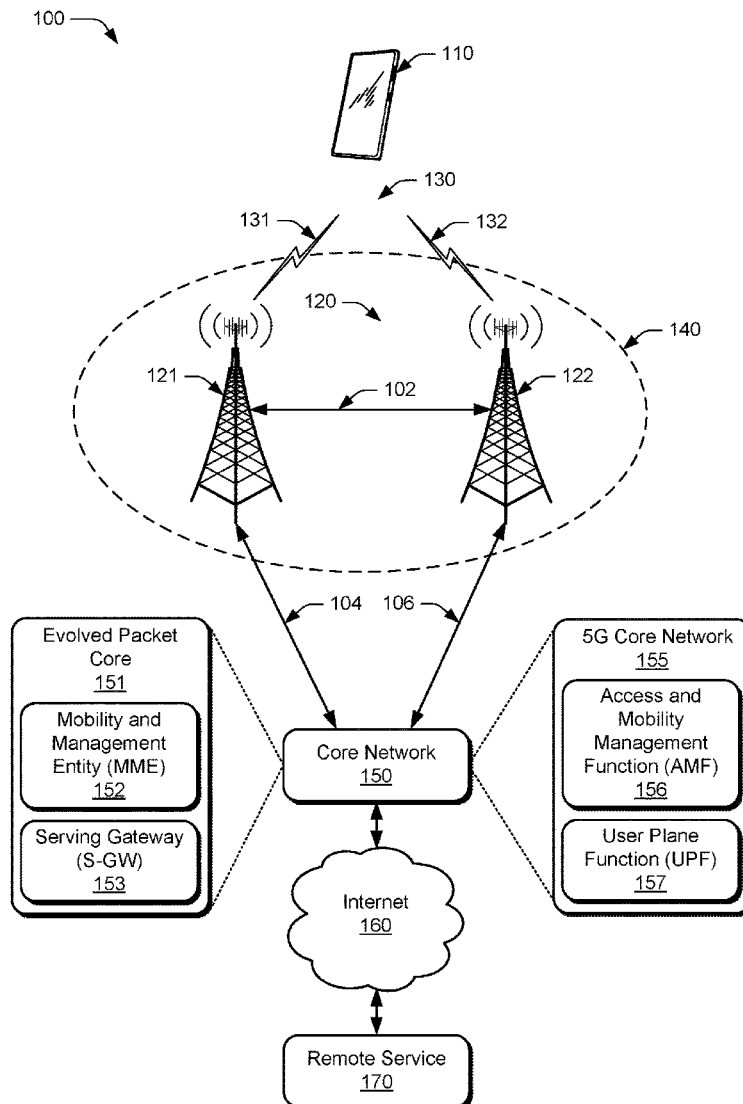 100
110
130
131
132
120
140
121
122
102
104
106
Evolved Packet
Core
151
Mobility and
Management
Entity (MME)
152
Serving Gateway
(S-GW)
153
Core Network
150
5G Core Network
155
Access and
Mobility
Management
Function (AMF)
156
User Plane
Function (UPF)
157
Internet
160
Remote Service
170